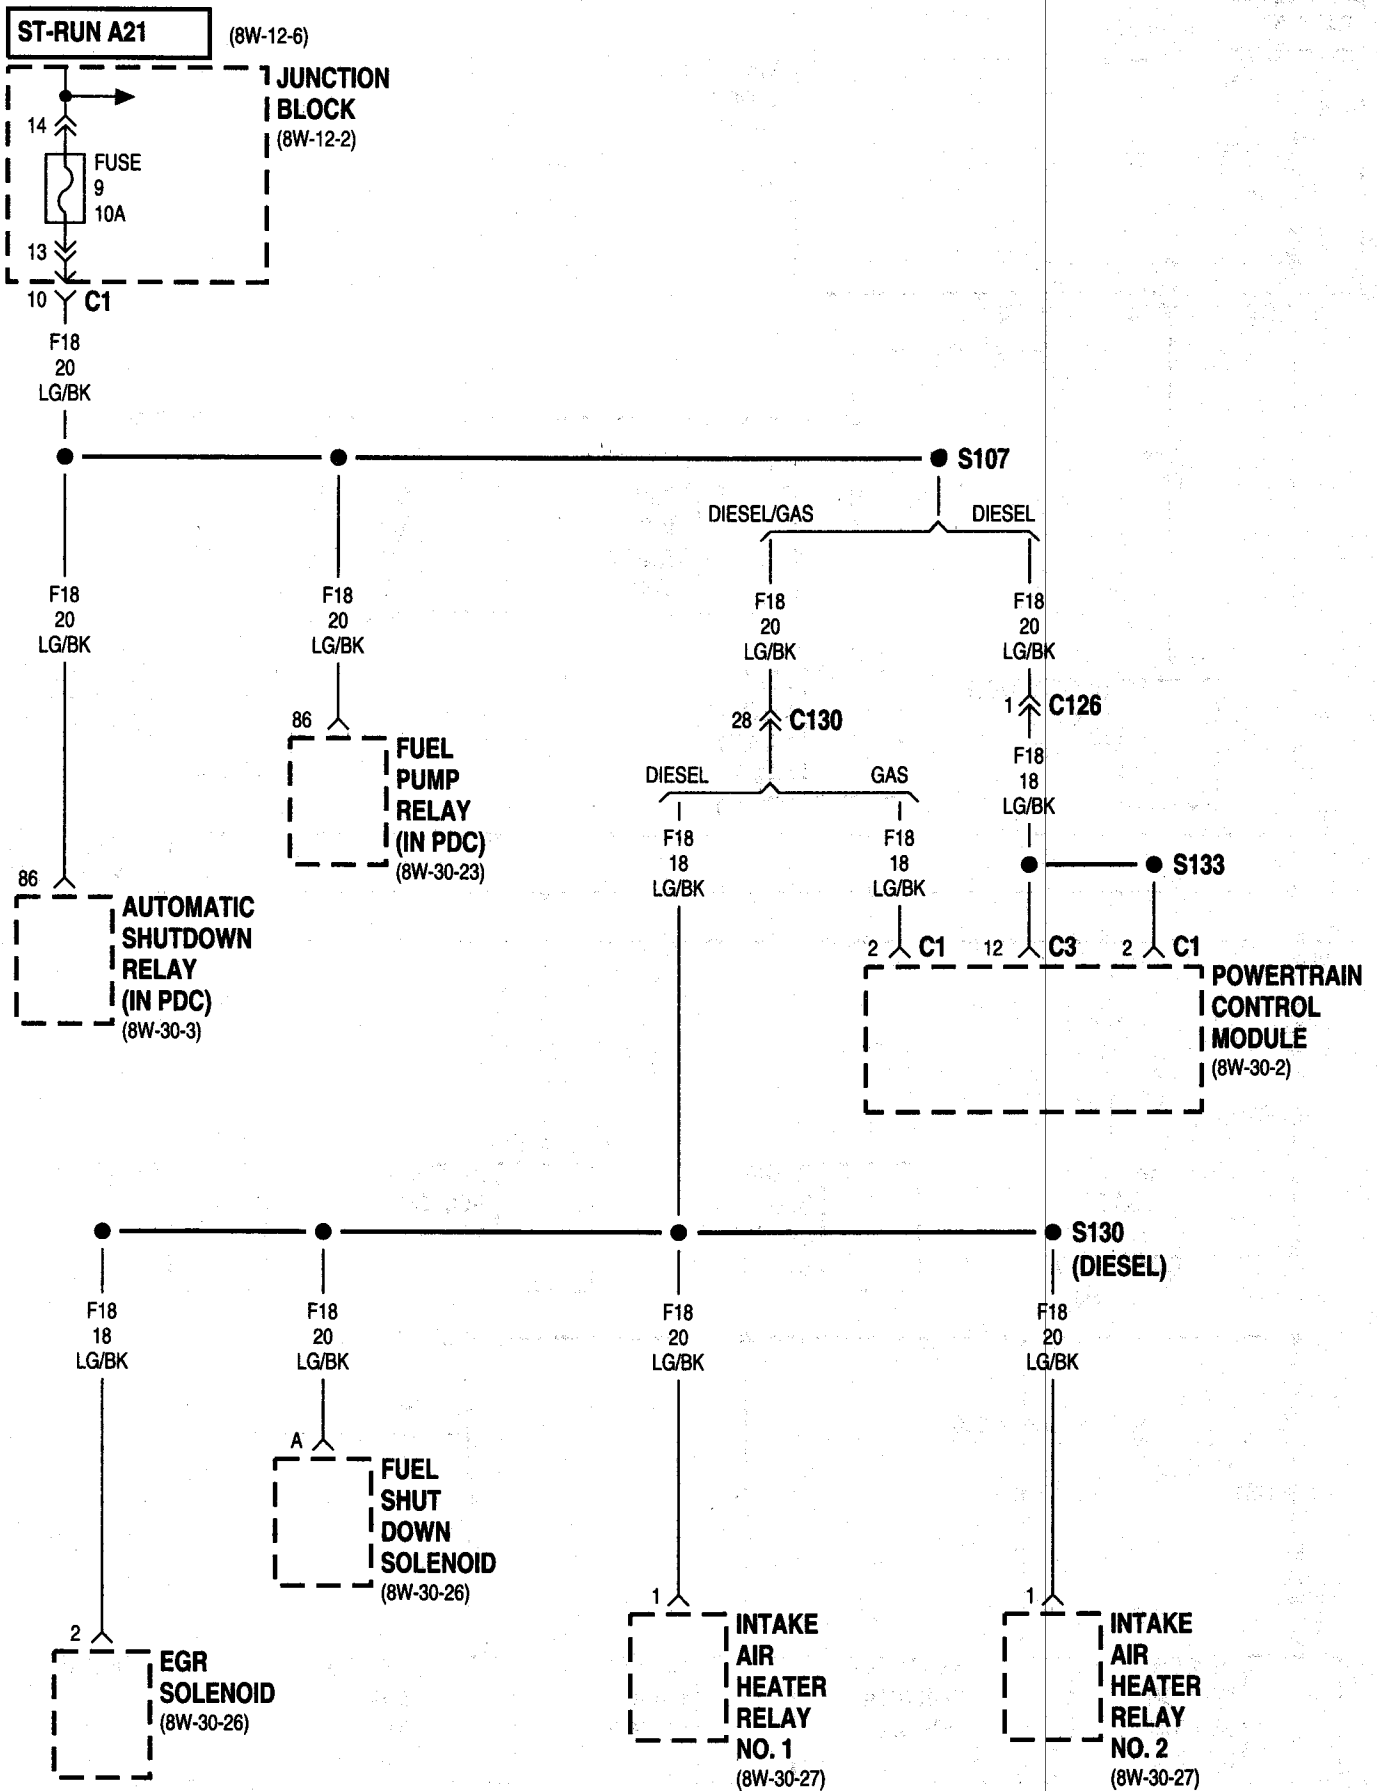 ST-RUN A21
(8W-12-6)
JUNCTION
BLOCK
(8W-12-2)
14
FUSE
9
10A
13
10
C1
F18
20
LG/BK
S107
DIESEL/GAS
DIESEL
F18
20
LG/BK
F18
20
LG/BK
F18
20
LG/BK
F18
20
LG/BK
86
FUEL
PUMP
RELAY
(IN PDC)
(8W-30-23)
28
C130
1
C126
F18
18
LG/BK
DIESEL
GAS
F18
18
LG/BK
F18
18
LG/BK
S133
86
AUTOMATIC
SHUTDOWN
RELAY
(IN PDC)
(8W-30-3)
2
C1
12
C3
2
C1
POWERTRAIN
CONTROL
MODULE
(8W-30-2)
S130
(DIESEL)
F18
18
LG/BK
F18
20
LG/BK
F18
20
LG/BK
F18
20
LG/BK
A
FUEL
SHUT
DOWN
SOLENOID
(8W-30-26)
2
EGR
SOLENOID
(8W-30-26)
1
INTAKE
AIR
HEATER
RELAY
NO. 1
(8W-30-27)
1
INTAKE
AIR
HEATER
RELAY
NO. 2
(8W-30-27)